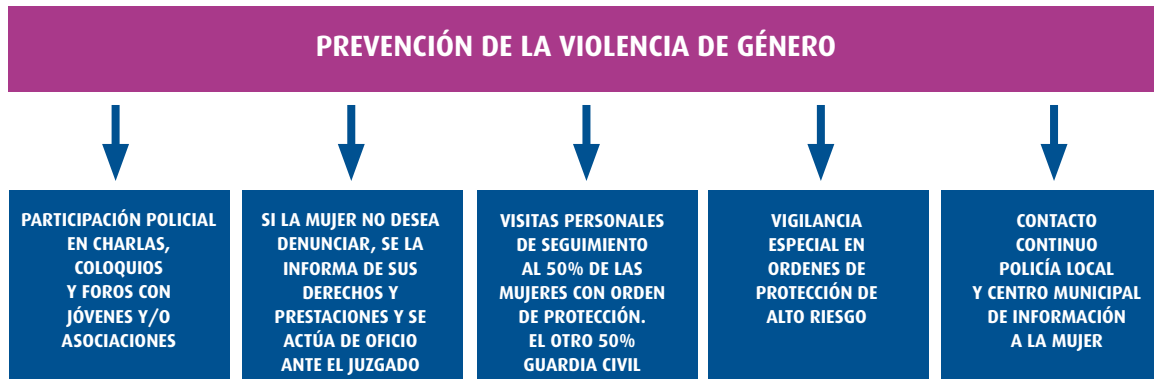 PREVENCIÓN DE LA VIOLENCIA DE GÉNERO
PARTICIPACIÓN POLICIAL
EN CHARLAS,
COLOQUIOS
Y FOROS CON
JÓVENES Y/O
ASOCIACIONES
SI LA MUJER NO DESEA
DENUNCIAR, SE LA
INFORMA DE SUS
DERECHOS Y
PRESTACIONES Y SE
ACTÚA DE OFICIO
ANTE EL JUZGADO
VISITAS PERSONALES
DE SEGUIMIENTO
AL 50% DE LAS
MUJERES CON ORDEN
DE PROTECCIÓN.
EL OTRO 50%
GUARDIA CIVIL
VIGILANCIA
ESPECIAL EN
ORDENES DE
PROTECCIÓN DE
ALTO RIESGO
CONTACTO
CONTINUO
POLICÍA LOCAL
Y CENTRO MUNICIPAL
DE INFORMACIÓN
A LA MUJER